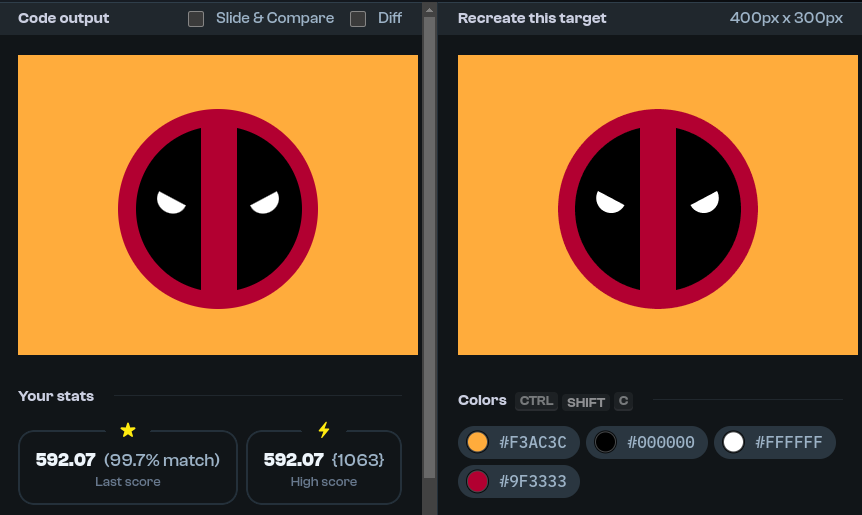 Code output
Slide & Compare
Diff
Recreate this target
400px x 300px
Your stats
592.07 (99.7% match)
Last score
592.07 {1063}
High score
Colors CTRL SHIFT C
#F3AC3C
#000000
#FFFFFF
#9F3333